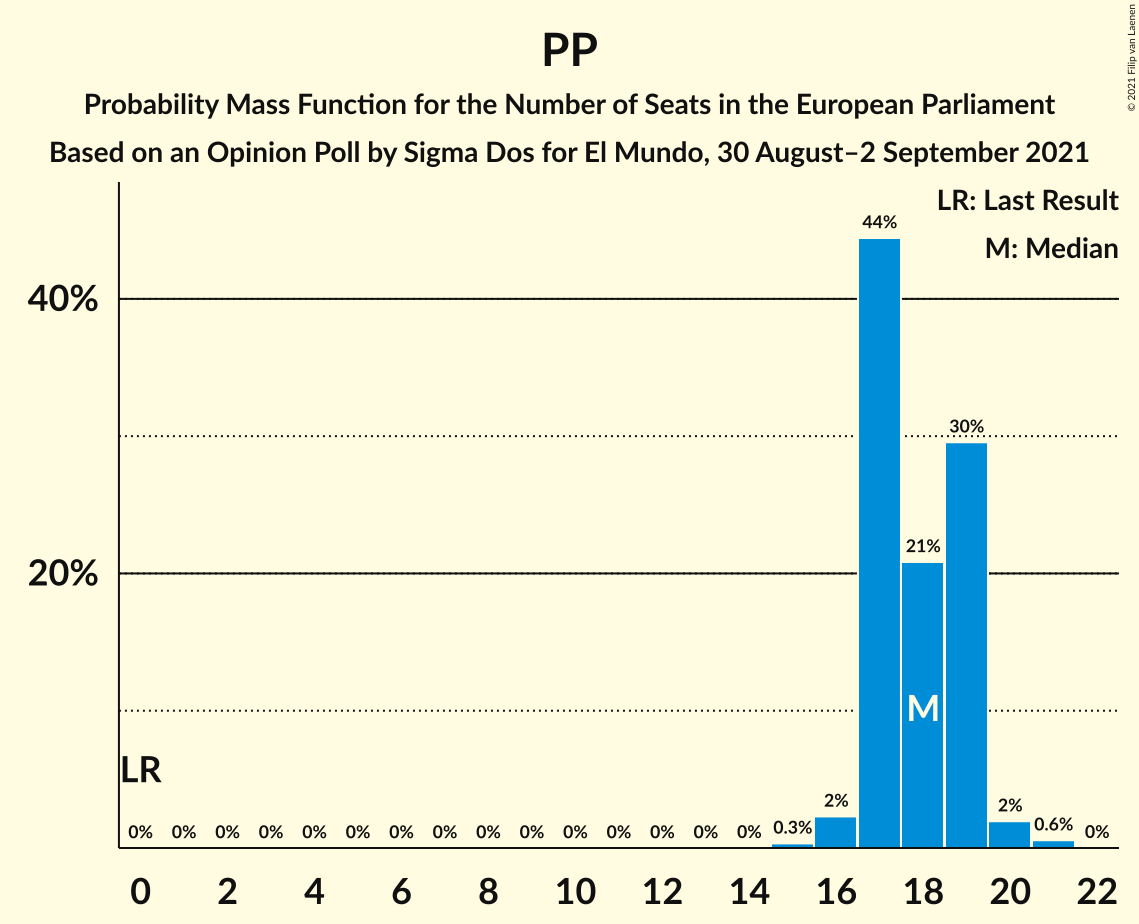 PP
Probability Mass Function for the Number of Seats in the European Parliament
Based on an Opinion Poll by Sigma Dos for El Mundo, 30 August–2 September 2021
© 2021 Filip van Laenen
LR: Last Result
M: Median
44%
40%
30%
21%
20%
M
LR
0% 0% 0% 0% 0% 0% 0% 0% 0% 0% 0% 0% 0% 0% 0% 0.3% 2% 2% 0.6% 0%
0 2 4 6 8 10 12 14 16 18 20 22